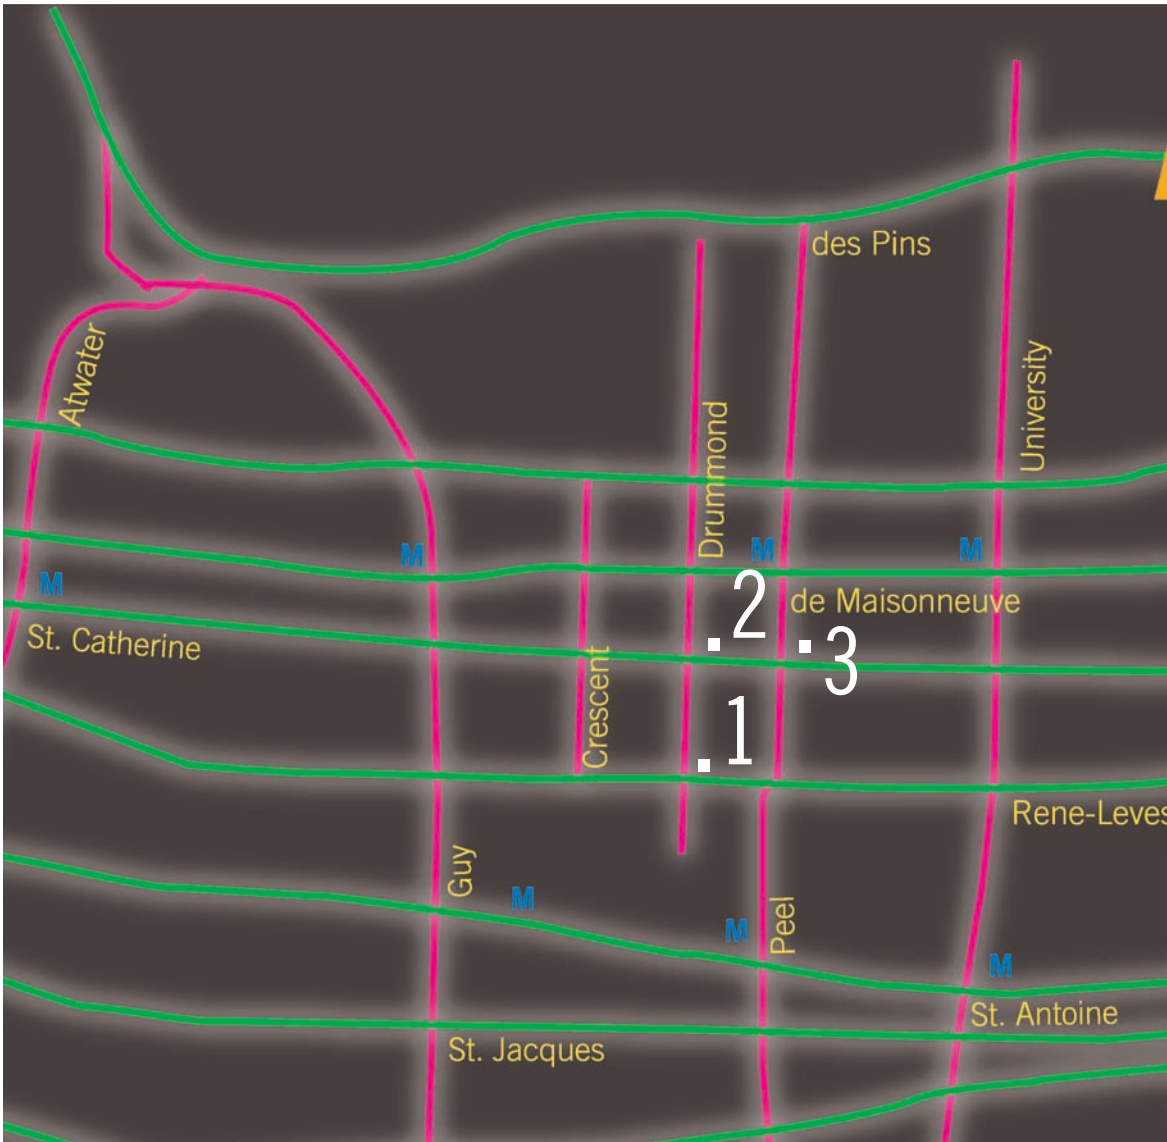 des Pins
Atwater
University
Drummond
M
M
M
M
2
de Maisonneuve
St. Catherine
3
Crescent
1
Rene-Leves
Guy
M
Peel
M
M
St. Antoine
St. Jacques